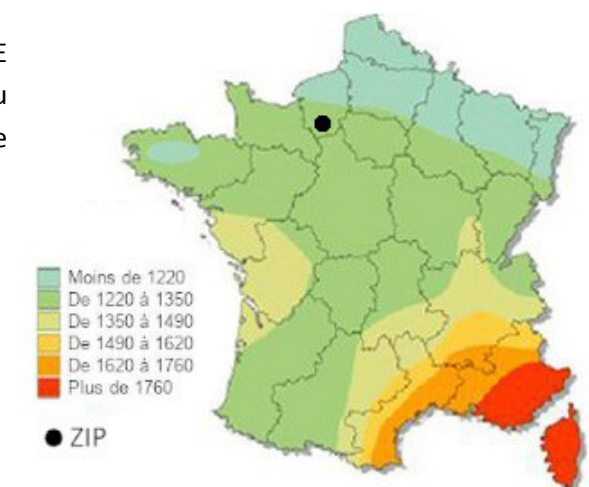 E
u
e
Moins de 1220
De 1220 à 1350
De 1350 à 1490
De 1490 à 1620
De 1620 à 1760
Plus de 1760
ZIP